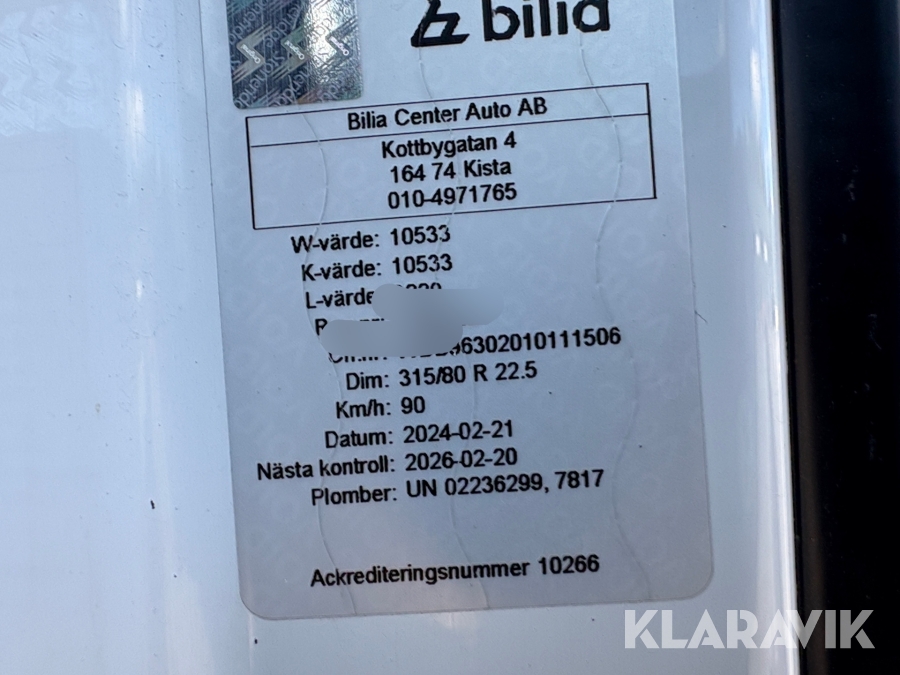 bilia
Bilia Center Auto AB
Kottbygatan 4
164 74 Kista
010-4971765
W-värde: 10533
K-värde: 10533
L-värde
6302010111506
Dim: 315/80 R 22.5
Km/h: 90
Datum: 2024-02-21
Nästa kontroll: 2026-02-20
Plomber: UN 02236299, 7817
Ackrediteringsnummer 10266
KLARAVIK